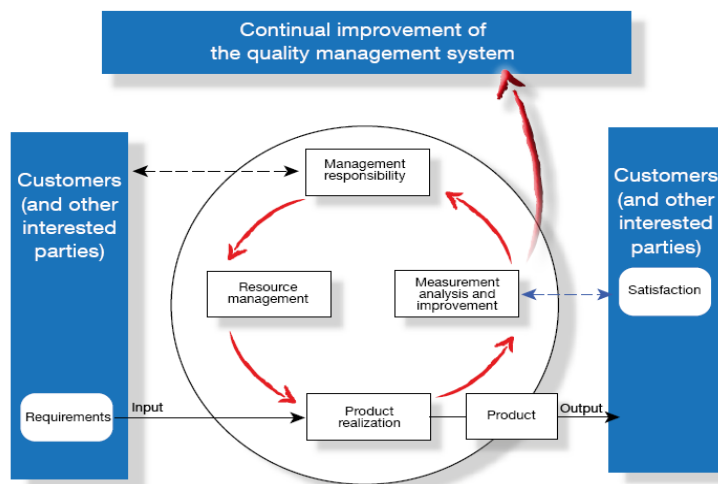 Continual improvement of
the quality management system
Customers
(and other
interested
parties)
Requirements
Management
responsibility
Resource
management
Measurement
analysis and
improvement
Customers
(and other
interested
parties)
Satisfaction
Input
Product
realization
Product
Output